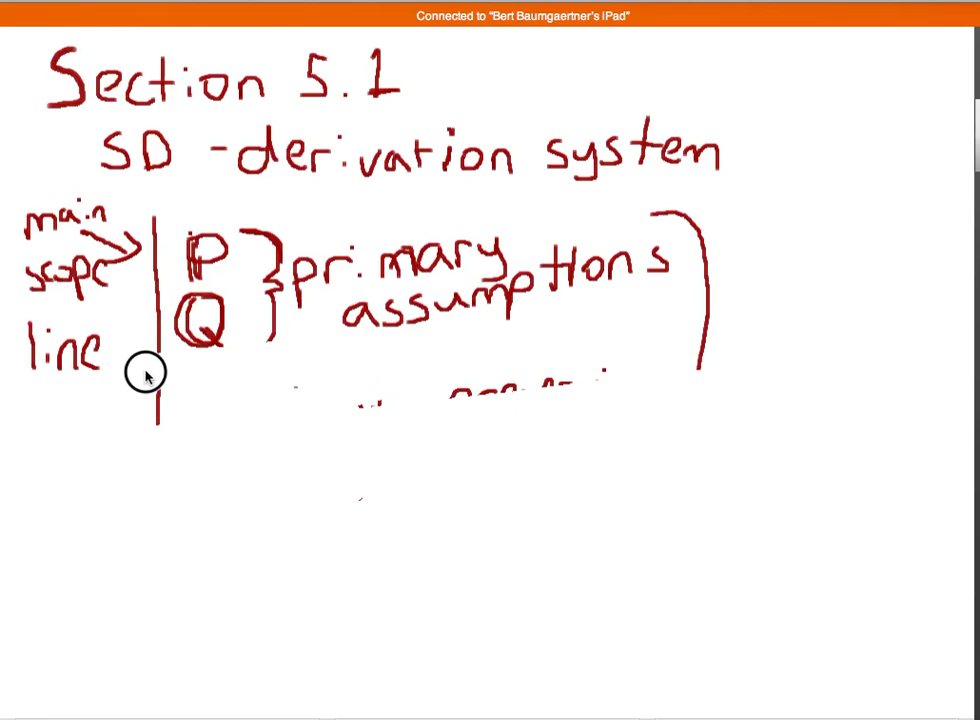 Connected to "Bert Baumgaertner's iPad"
Section 5.1
SD - derivation system
main
scope
line
P
Q
primary
assumptions